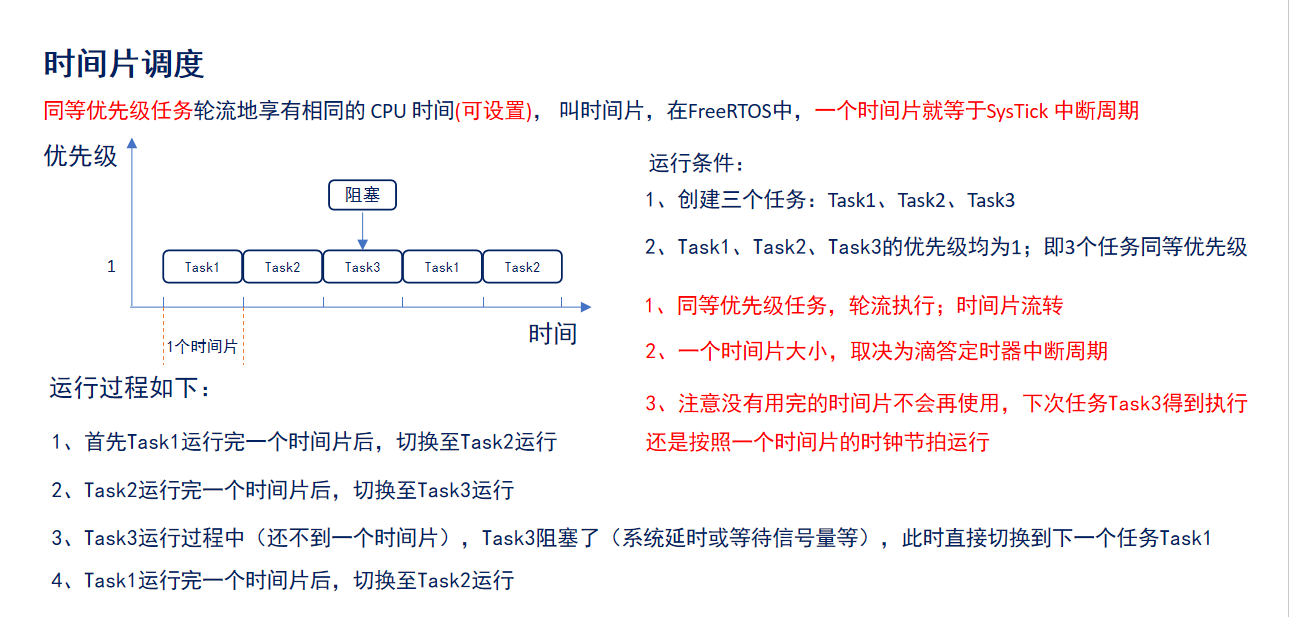 时间片调度
同等优先级任务轮流地享有相同的 CPU 时间(可设置)， 叫时间片，在FreeRTOS中，一个时间片就等于SysTick 中断周期
优先级
阻塞
1
Task1
Task2
Task3
Task1
Task2
时间
1个时间片
运行条件：
1、创建三个任务：Task1、Task2、Task3
2、Task1、Task2、Task3的优先级均为1；即3个任务同等优先级
1、同等优先级任务，轮流执行；时间片流转
2、一个时间片大小，取决为滴答定时器中断周期
3、注意没有用完的时间片不会再使用，下次任务Task3得到执行
还是按照一个时间片的时钟节拍运行
运行过程如下：
1、首先Task1运行完一个时间片后，切换至Task2运行
2、Task2运行完一个时间片后，切换至Task3运行
3、Task3运行过程中（还不到一个时间片），Task3阻塞了（系统延时或等待信号量等），此时直接切换到下一个任务Task1
4、Task1运行完一个时间片后，切换至Task2运行